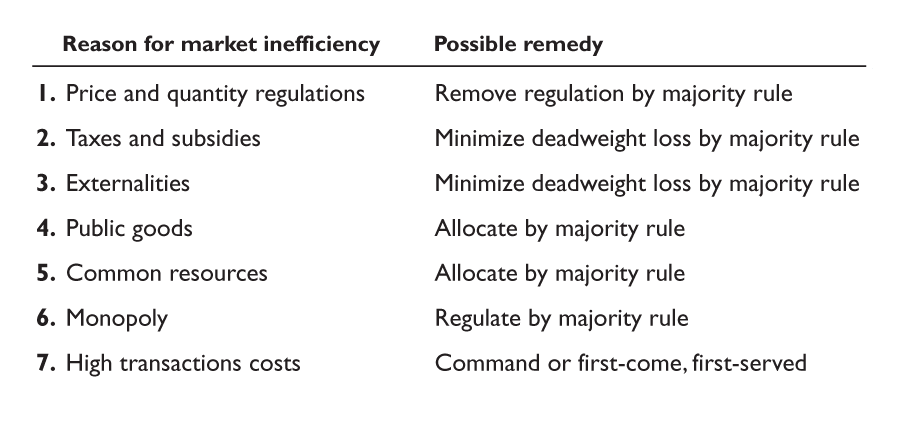 Reason for market inefficiency Possible remedy
1. Price and quantity regulations Remove regulation by majority rule
2. Taxes and subsidies Minimize deadweight loss by majority rule
3. Externalities Minimize deadweight loss by majority rule
4. Public goods Allocate by majority rule
5. Common resources Allocate by majority rule
6. Monopoly Regulate by majority rule
7. High transactions costs Command or first-come, first-served